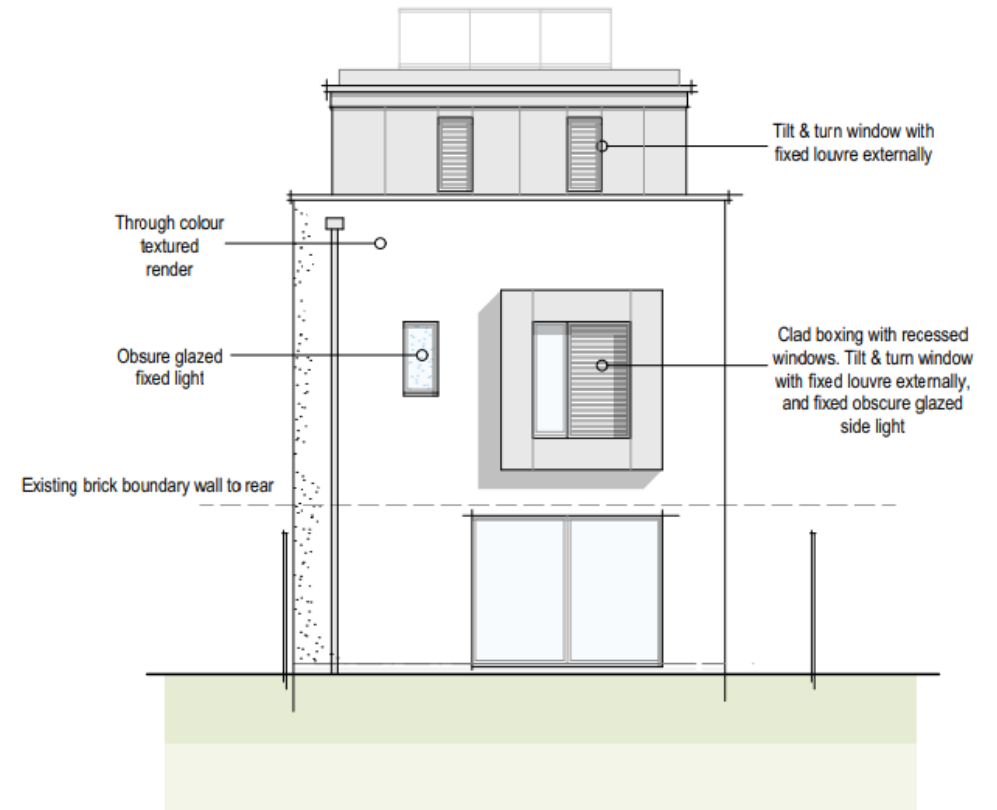 Tilt & turn window with
fixed louvre externally
Through colour
textured
render
Obsure glazed
fixed light
Clad boxing with recessed
windows. Tilt & turn window
with fixed louvre externally,
and fixed obscure glazed
side light
Existing brick boundary wall to rear